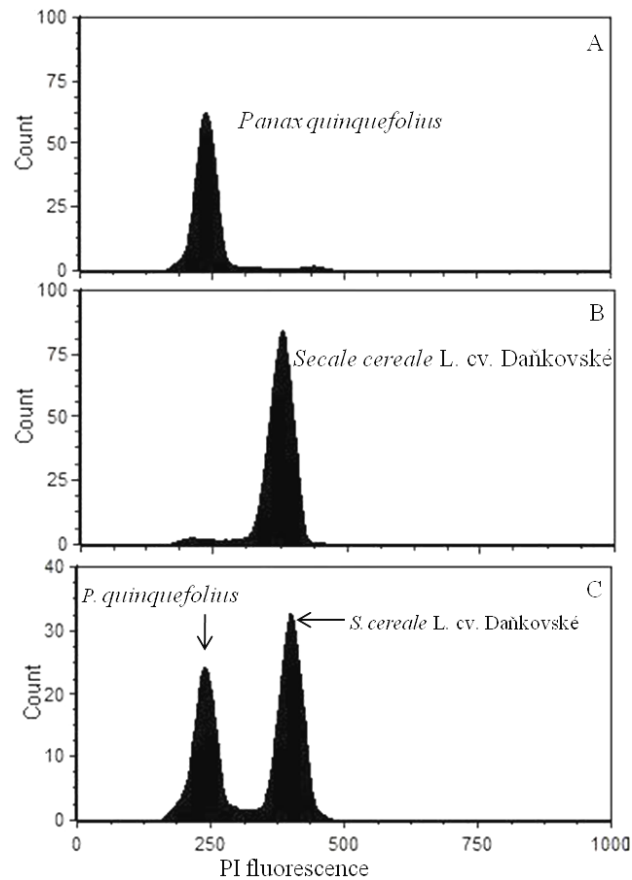 100
A
75
Panax quinquefolius
Count
50
25
0
100
B
75
Secale cereale L. cv. Daňkovské
Count
50
25
0
40
P. quinquefolius
C
30
S. cereale L. cv. Daňkovské
Count
20
10
0
0 250 500 750 1000
PI fluorescence